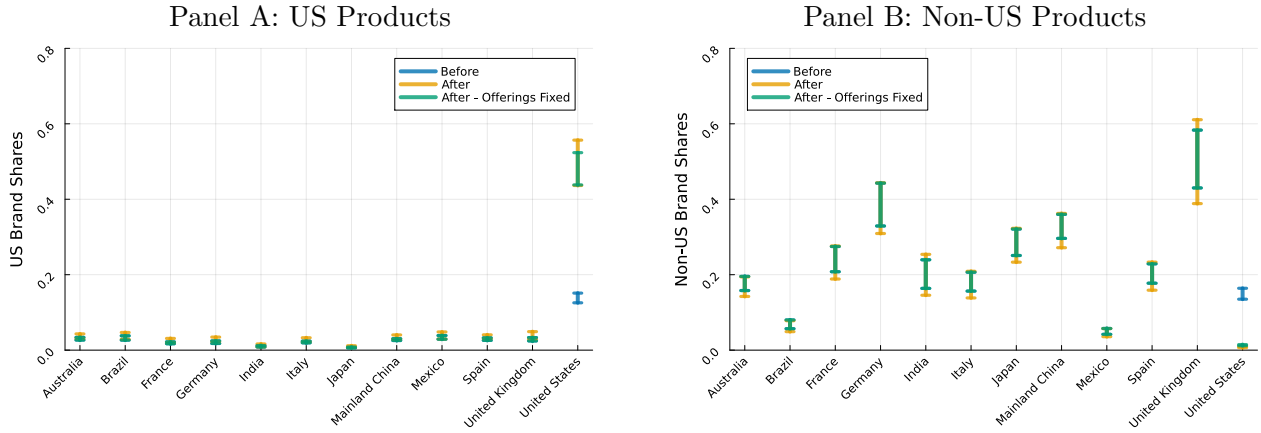 Panel A: US Products
US Brand Shares
0.8
0.6
0.4
0.2
0.0
Before
After
After - Offerings Fixed
Australia
Brazil
France
Germany
India
Italy
Japan
Mainland China
Mexico
Spain
United Kingdom
United States
Panel B: Non-US Products
Non-US Brand Shares
0.8
0.6
0.4
0.2
0.0
Before
After
After - Offerings Fixed
Australia
Brazil
France
Germany
India
Italy
Japan
Mainland China
Mexico
Spain
United Kingdom
United States